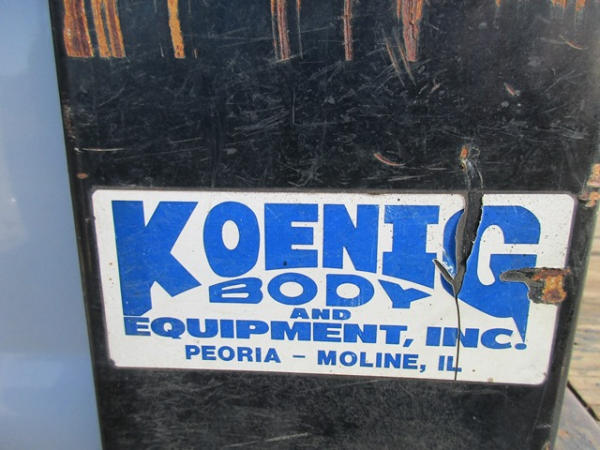 KOENIG
BODY
AND
EQUIPMENT, INC.
PEORIA - MOLINE, IL